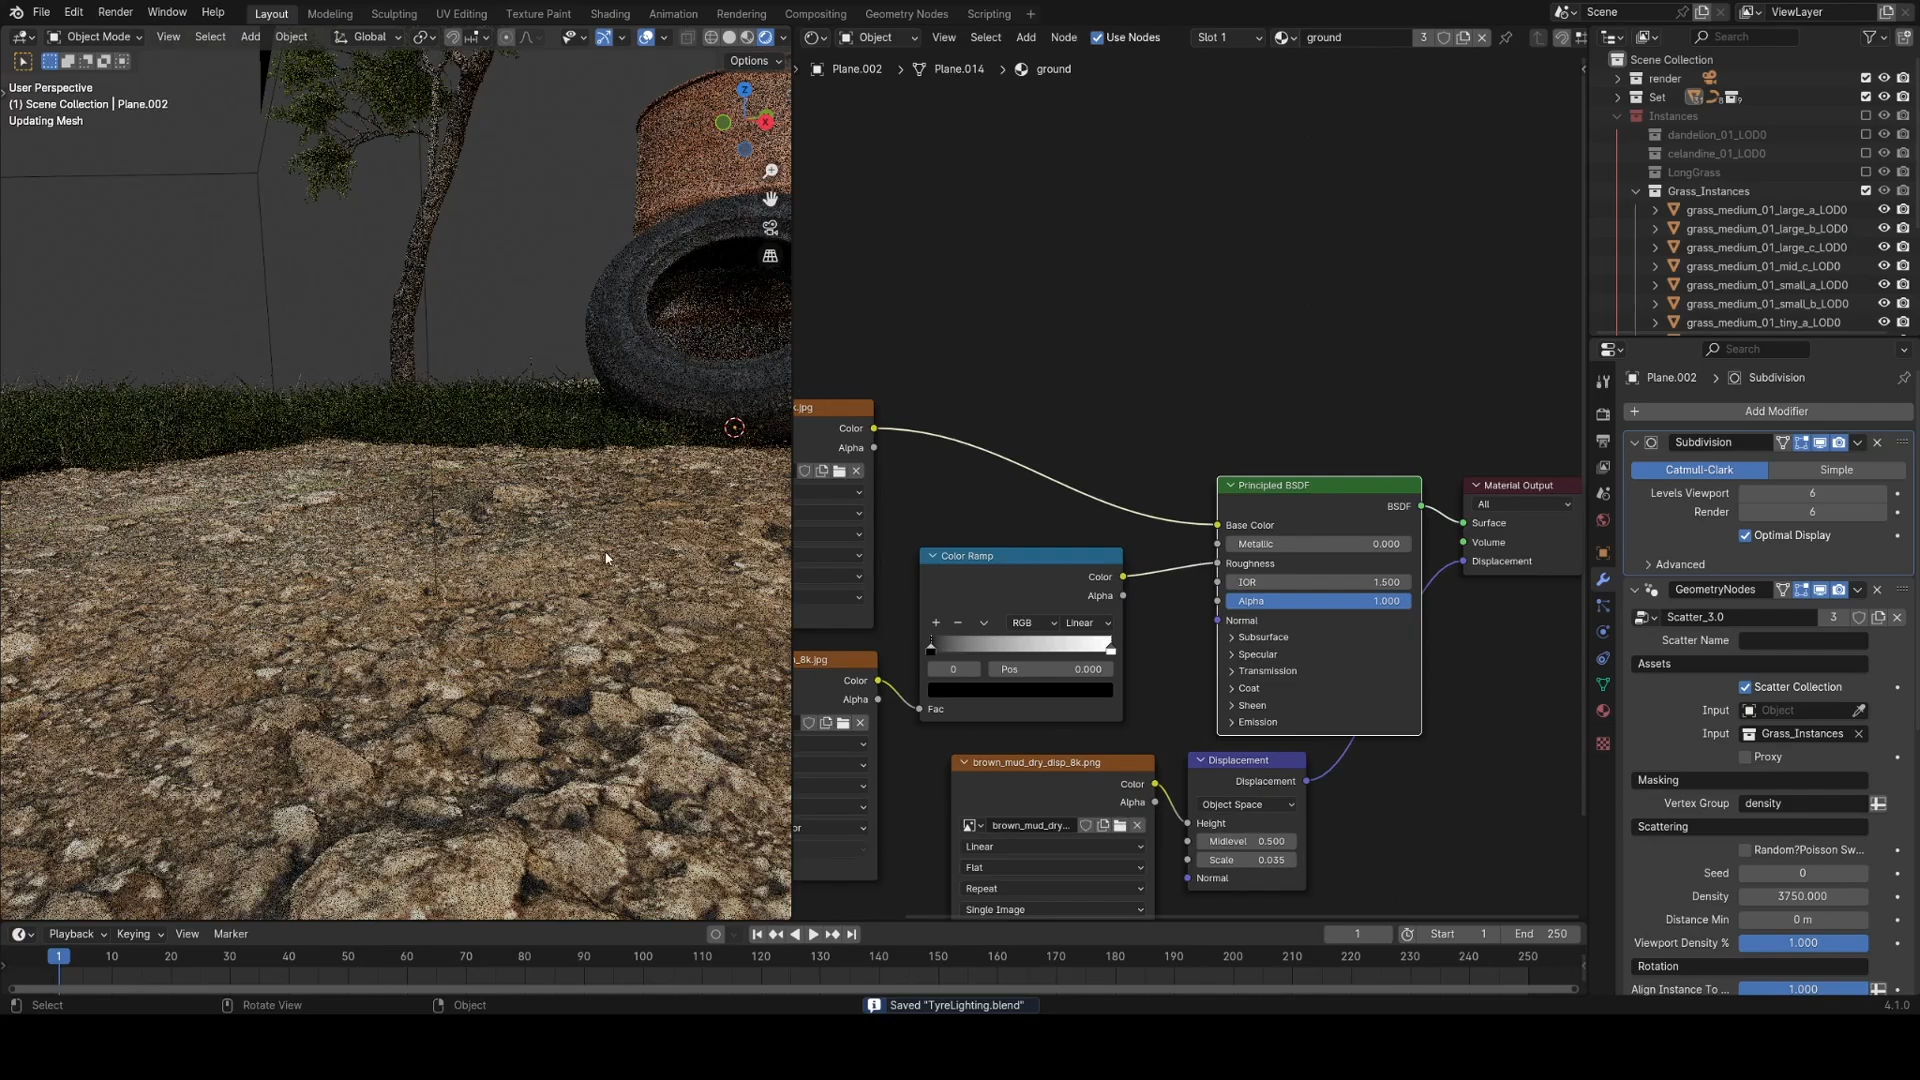 File Edit Render Window Help Layout Modeling Sculpting UV Editing Texture Paint Shading Animation Rendering Compositing Geometry Nodes Scripting Scene ViewLayer
Object Mode View Select Add Object Global Object View Select Add Node Use Nodes Slot 1 ground 3 Search
Options
User Perspective
(1) Scene Collection | Plane.002
Updating Mesh
Z
X
Plane.002 > Plane.014 > ground
Scene Collection
render
Set
Instances
dandelion_01_LOD0
celandine_01_LOD0
LongGrass
Grass_Instances
grass_medium_01_large_a_LOD0
grass_medium_01_large_b_LOD0
grass_medium_01_large_c_LOD0
grass_medium_01_mid_c_LOD0
grass_medium_01_small_a_LOD0
grass_medium_01_small_b_LOD0
grass_medium_01_tiny_a_LOD0
.jpg
Color
Alpha
_8k.jpg
Color
Alpha
Color Ramp
Color
Alpha
RGB Linear
0 Pos 0.000
Fac
Principled BSDF
BSDF
Base Color
Metallic 0.000
Roughness
IOR 1.500
Alpha 1.000
Normal
Subsurface
Specular
Transmission
Coat
Sheen
Emission
Material Output
All
Surface
Volume
Displacement
brown_mud_dry_disp_8k.png
Color
Alpha
brown_mud_dry...
Linear
Flat
Repeat
Single Image
Displacement
Displacement
Object Space
Height
Midlevel 0.500
Scale 0.035
Normal
Search
Plane.002 > Subdivision
Add Modifier
Subdivision
Catmull-Clark Simple
Levels Viewport 6
Render 6
Optimal Display
Advanced
GeometryNodes
Scatter_3.0 3
Scatter Name
Assets
Scatter Collection
Input Object
Input Grass_Instances
Proxy
Masking
Vertex Group density
Scattering
Random?Poisson Sw...
Seed 0
Density 3750.000
Distance Min 0 m
Viewport Density % 1.000
Rotation
Align Instance To ... 1.000
Playback Keying View Marker 1 Start 1 End 250
1 10 20 30 40 50 60 70 80 90 100 110 120 130 140 150 160 170 180 190 200 210 220 230 240 250
Select Rotate View Object Saved "TyreLighting.blend" 4.1.0